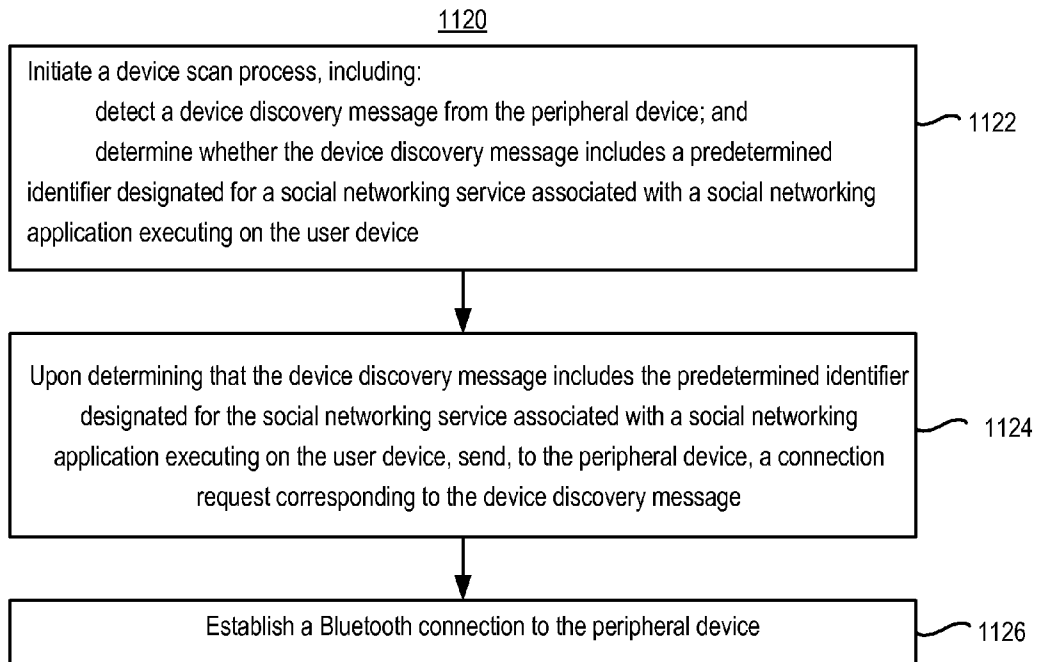 1120
Initiate a device scan process, including:
detect a device discovery message from the peripheral device; and
determine whether the device discovery message includes a predetermined
identifier designated for a social networking service associated with a social networking
application executing on the user device
1122
Upon determining that the device discovery message includes the predetermined identifier
designated for the social networking service associated with a social networking
application executing on the user device, send, to the peripheral device, a connection
request corresponding to the device discovery message
1124
Establish a Bluetooth connection to the peripheral device
1126